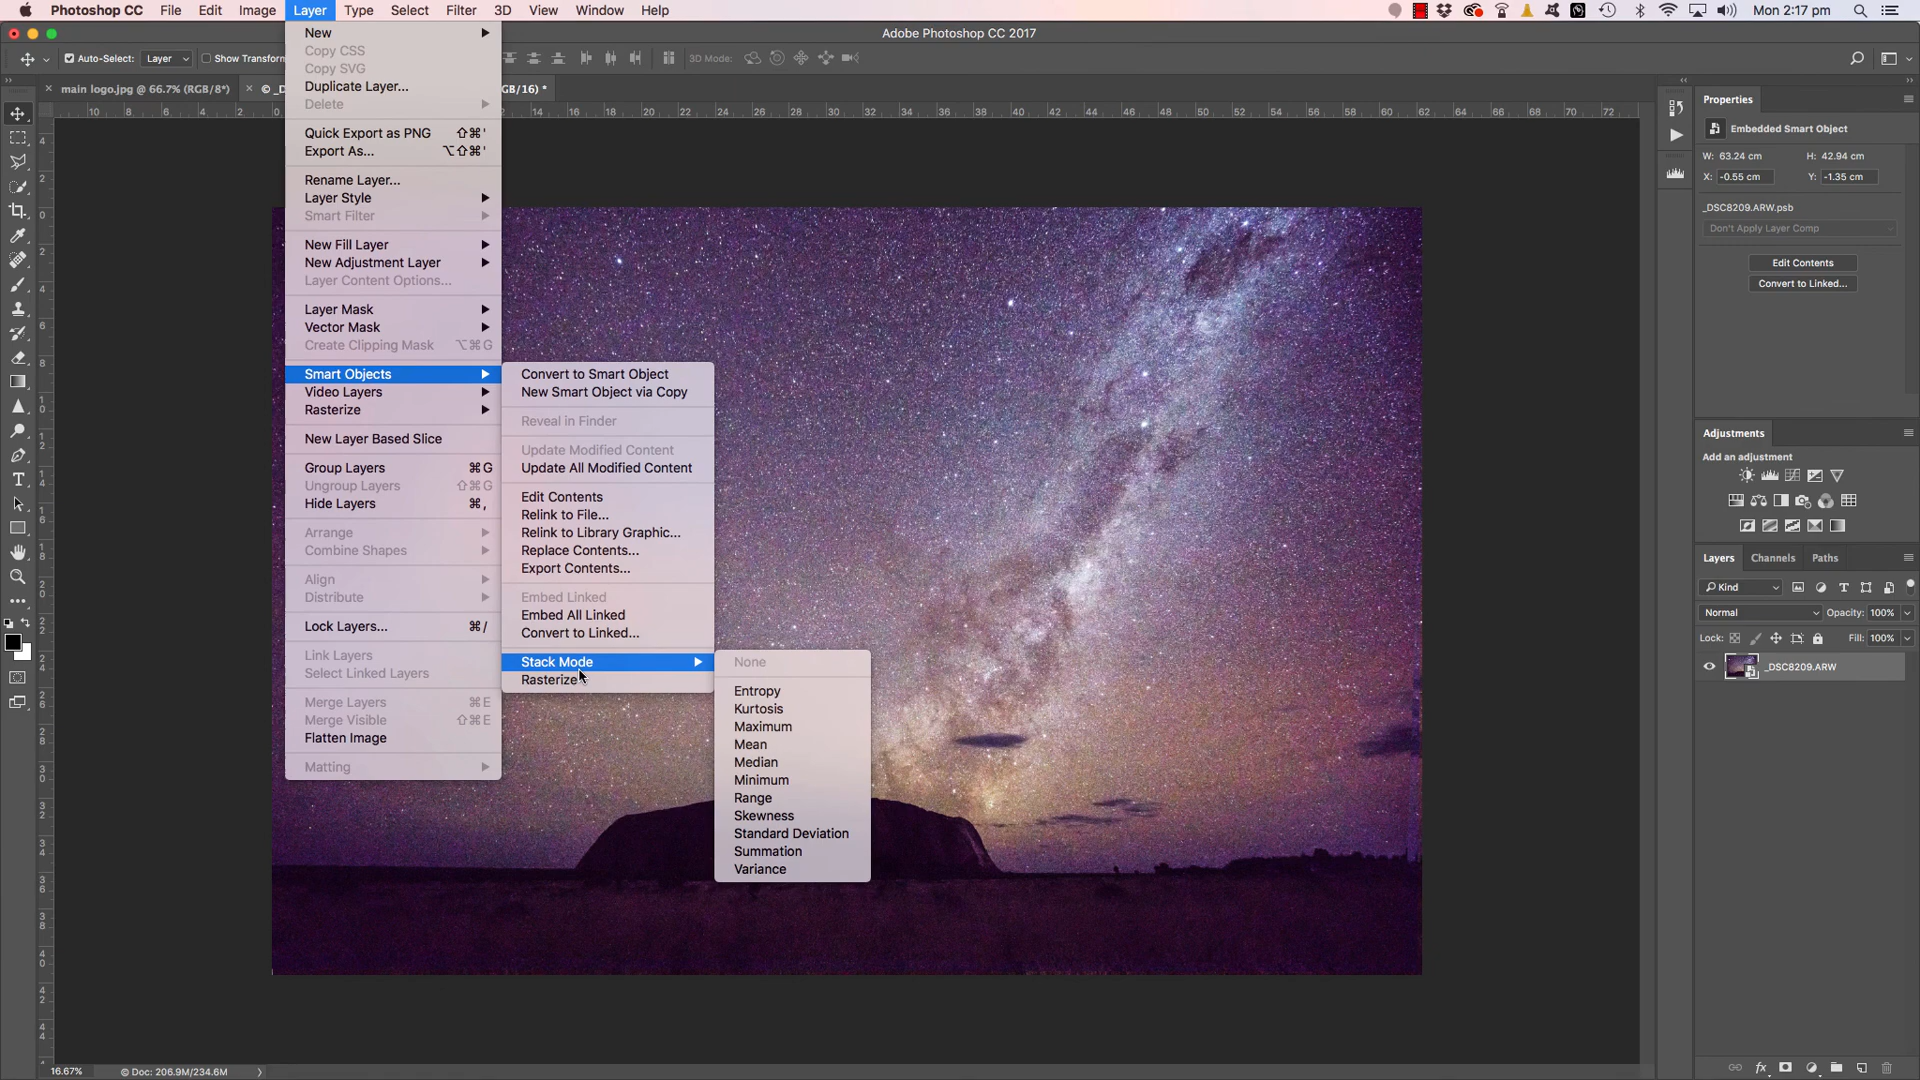 Photoshop CC File Edit Image Layer Type Select Filter 3D View Window Help Mon 2:17 pm
Adobe Photoshop CC 2017
Auto-Select: Layer Show Transform 3D Mode:
main logo.jpg @ 66.7% (RGB/8*) © _D GB/16) *
New
Copy CSS
Copy SVG
Duplicate Layer...
Delete
Quick Export as PNG ⇧⌘'
Export As... ⌥⇧⌘'
Rename Layer...
Layer Style
Smart Filter
New Fill Layer
New Adjustment Layer
Layer Content Options...
Layer Mask
Vector Mask
Create Clipping Mask ⌥⌘G
Smart Objects
Video Layers
Rasterize
New Layer Based Slice
Group Layers ⌘G
Ungroup Layers ⇧⌘G
Hide Layers ⌘,
Arrange
Combine Shapes
Align
Distribute
Lock Layers... ⌘/
Link Layers
Select Linked Layers
Merge Layers ⌘E
Merge Visible ⇧⌘E
Flatten Image
Matting
Convert to Smart Object
New Smart Object via Copy
Reveal in Finder
Update Modified Content
Update All Modified Content
Edit Contents
Relink to File...
Relink to Library Graphic...
Replace Contents...
Export Contents...
Embed Linked
Embed All Linked
Convert to Linked...
Stack Mode
Rasterize
None
Entropy
Kurtosis
Maximum
Mean
Median
Minimum
Range
Skewness
Standard Deviation
Summation
Variance
Properties
Embedded Smart Object
W: 63.24 cm H: 42.94 cm
X: -0.55 cm Y: -1.35 cm
_DSC8209.ARW.psb
Don't Apply Layer Comp
Edit Contents
Convert to Linked...
Adjustments
Add an adjustment
Layers Channels Paths
Kind
Normal Opacity: 100%
Lock: Fill: 100%
_DSC8209.ARW
16.67% © Doc: 206.9M/234.6M